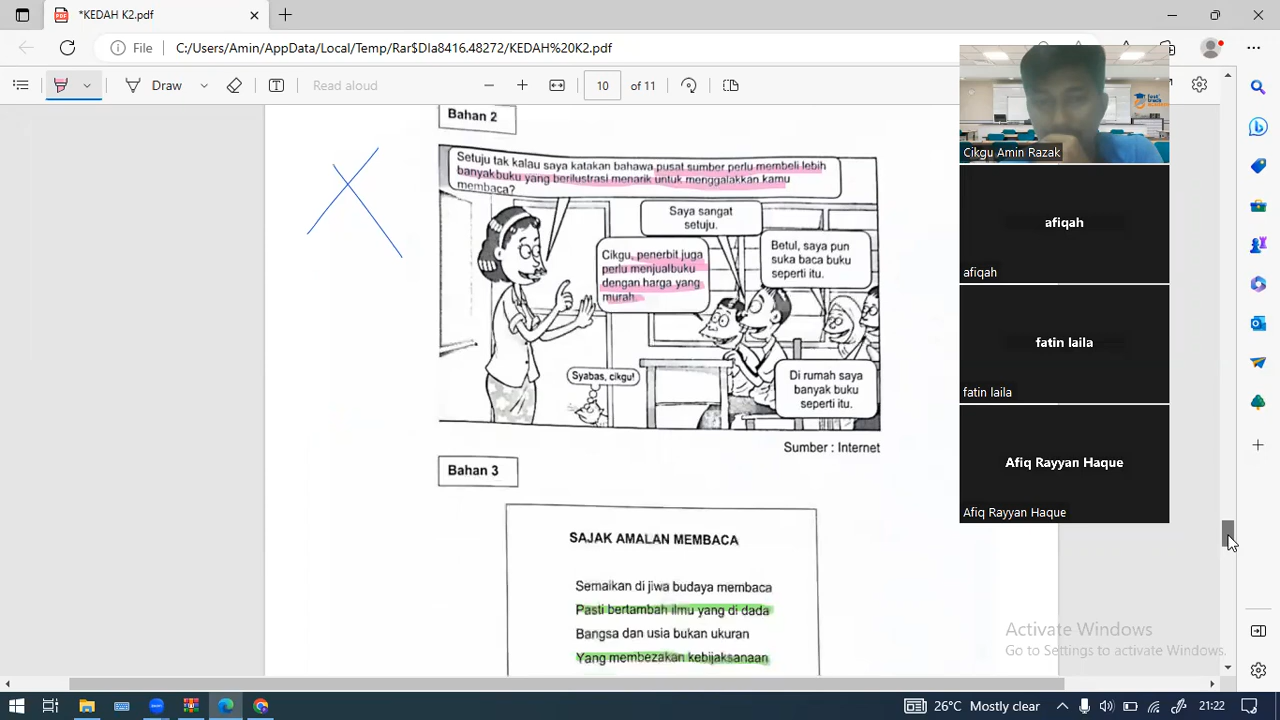 *KEDAH K2.pdf
File
C:/Users/Amin/AppData/Local/Temp/Rar$DIa8416.48272/KEDAH%20K2.pdf
Draw
Read aloud
10
of 11
Bahan 2
Setuju tak kalau saya katakan bahawa pusat sumber perlu membeli lebih
banyakbuku yang berilustrasi menarik untuk menggalakkan kamu
membaca?
Saya sangat
setuju.
Cikgu, penerbit juga
perlu menjualbuku
dengan harga yang
murah
Betul, saya pun
suka baca buku
seperti itu.
Syabas, cikgu!
Di rumah saya
banyak buku
seperti itu.
Sumber : Internet
Bahan 3
SAJAK AMALAN MEMBACA
Semaikan di jiwa budaya membaca
Pasti bertambah ilmu yang di dada
Bangsa dan usia bukan ukuran
Yang membezakan kebijaksanaan
Cikgu Amin Razak
afiqah
afiqah
fatin laila
fatin laila
Afiq Rayyan Haque
Afiq Rayyan Haque
Activate Windows
Go to Settings to activate Windows.
26°C Mostly clear
21:22